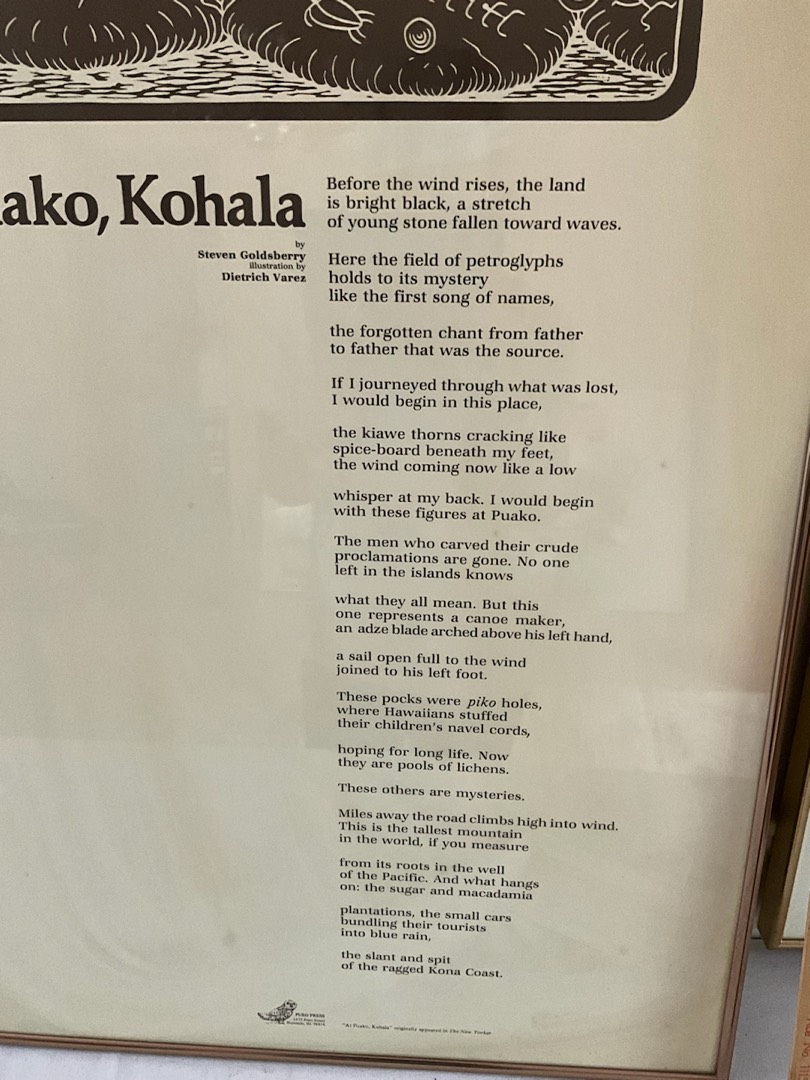 ako, Kohala
by
Steven Goldsberry
illustration by
Dietrich Varez
Before the wind rises, the land
is bright black, a stretch
of young stone fallen toward waves.
Here the field of petroglyphs
holds to its mystery
like the first song of names,
the forgotten chant from father
to father that was the source.
If I journeyed through what was lost,
I would begin in this place,
the kiawe thorns cracking like
spice-board beneath my feet,
the wind coming now like a low
whisper at my back. I would begin
with these figures at Puako.
The men who carved their crude
proclamations are gone. No one
left in the islands knows
what they all mean. But this
one represents a canoe maker,
an adze blade arched above his left hand,
a sail open full to the wind
joined to his left foot.
These pocks were piko holes,
where Hawaiians stuffed
their children's navel cords,
hoping for long life. Now
they are pools of lichens.
These others are mysteries.
Miles away the road climbs high into wind.
This is the tallest mountain
in the world, if you measure
from its roots in the well
of the Pacific. And what hangs
on: the sugar and macadamia
plantations, the small cars
bundling their tourists
into blue rain,
the slant and spit
of the ragged Kona Coast.
PUEO PRESS
"At Puako, Kohala" originally appeared in The New Yorker